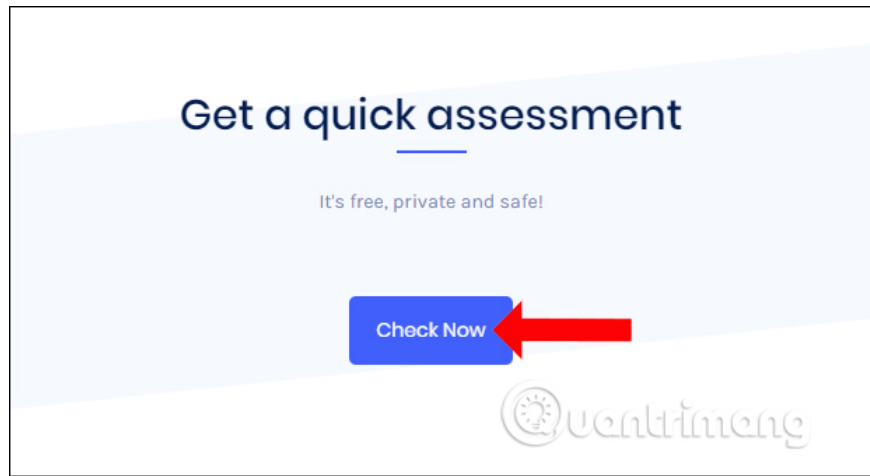 Get a quick assessment
It's free, private and safe!
Check Now
Quantrimang